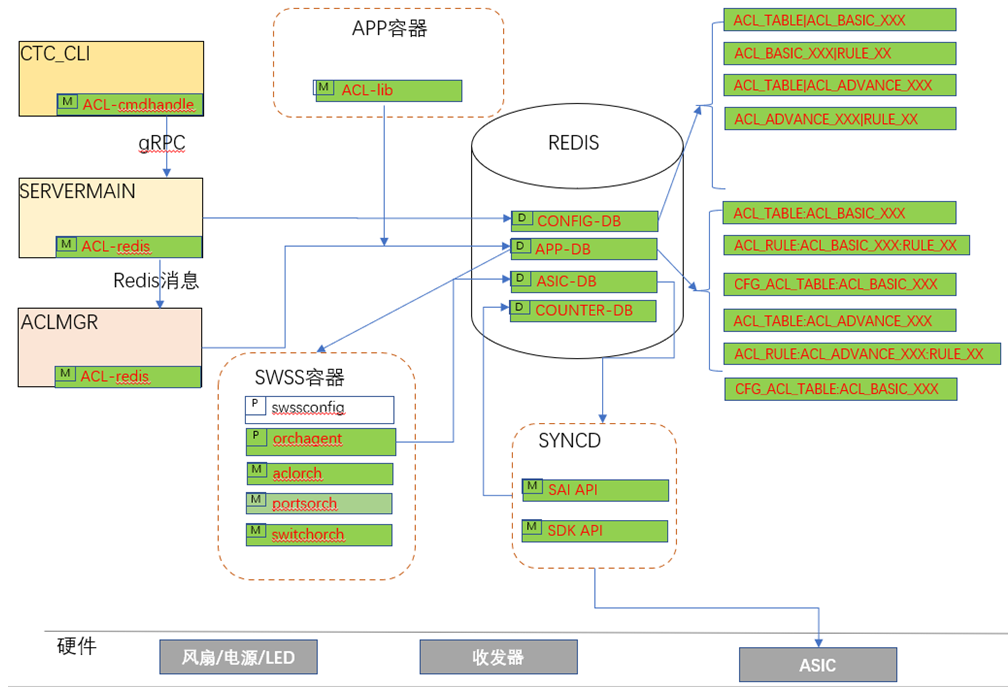 CTC_CLI
M ACL-cmdhandle
gRPC
SERVERMAIN
M ACL-redis
Redis消息
ACLMGR
M ACL-redis
APP容器
M ACL-lib
REDIS
D CONFIG-DB
D APP-DB
D ASIC-DB
D COUNTER-DB
ACL_TABLE|ACL_BASIC_XXX
ACL_BASIC_XXX|RULE_XX
ACL_TABLE|ACL_ADVANCE_XXX
ACL_ADVANCE_XXX|RULE_XX
ACL_TABLE:ACL_BASIC_XXX
ACL_RULE:ACL_BASIC_XXX:RULE_XX
CFG_ACL_TABLE:ACL_BASIC_XXX
ACL_TABLE:ACL_ADVANCE_XXX
ACL_RULE:ACL_ADVANCE_XXX:RULE_XX
CFG_ACL_TABLE:ACL_BASIC_XXX
SWSS容器
P swssconfig
P orchagent
M aclorch
M portsorch
M switchorch
SYNCD
M SAI API
M SDK API
硬件
风扇/电源/LED
收发器
ASIC